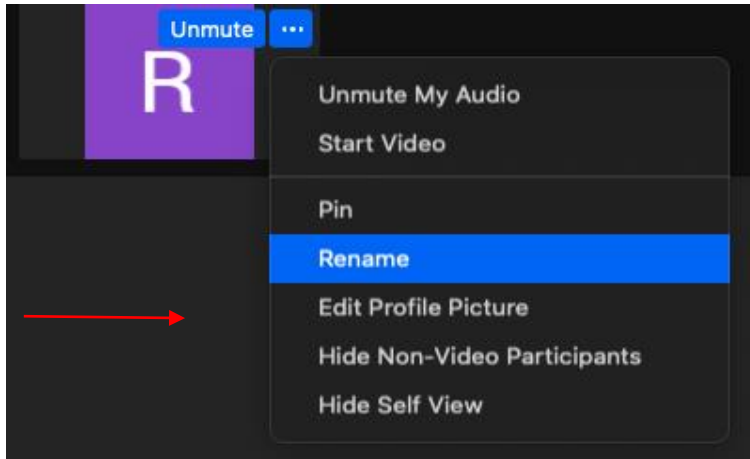 Unmute ...
R
Unmute My Audio
Start Video
Pin
Rename
Edit Profile Picture
Hide Non-Video Participants
Hide Self View